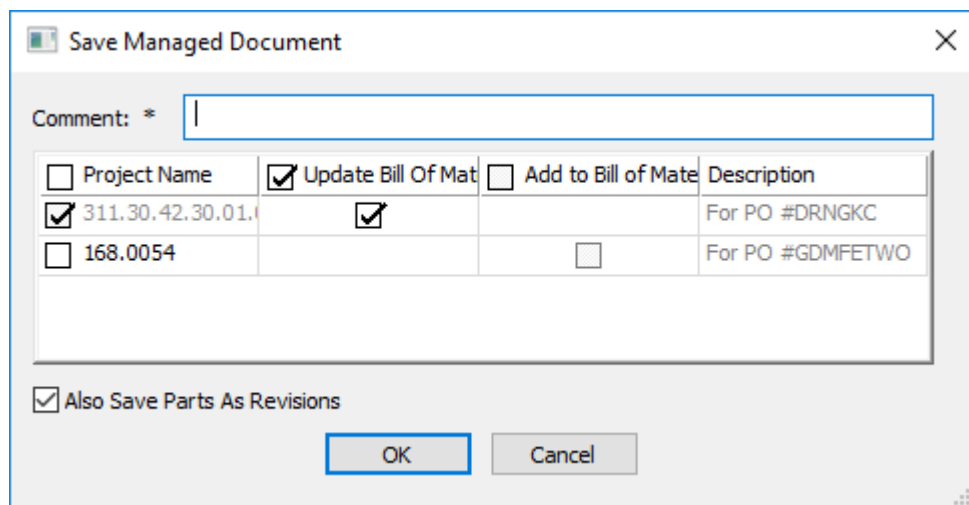 Save Managed Document
Comment: *
Project Name Update Bill Of Mat Add to Bill of Mate Description
311.30.42.30.01. For PO #DRNGKC
168.0054 For PO #GDMFETWO
Also Save Parts As Revisions
OK Cancel